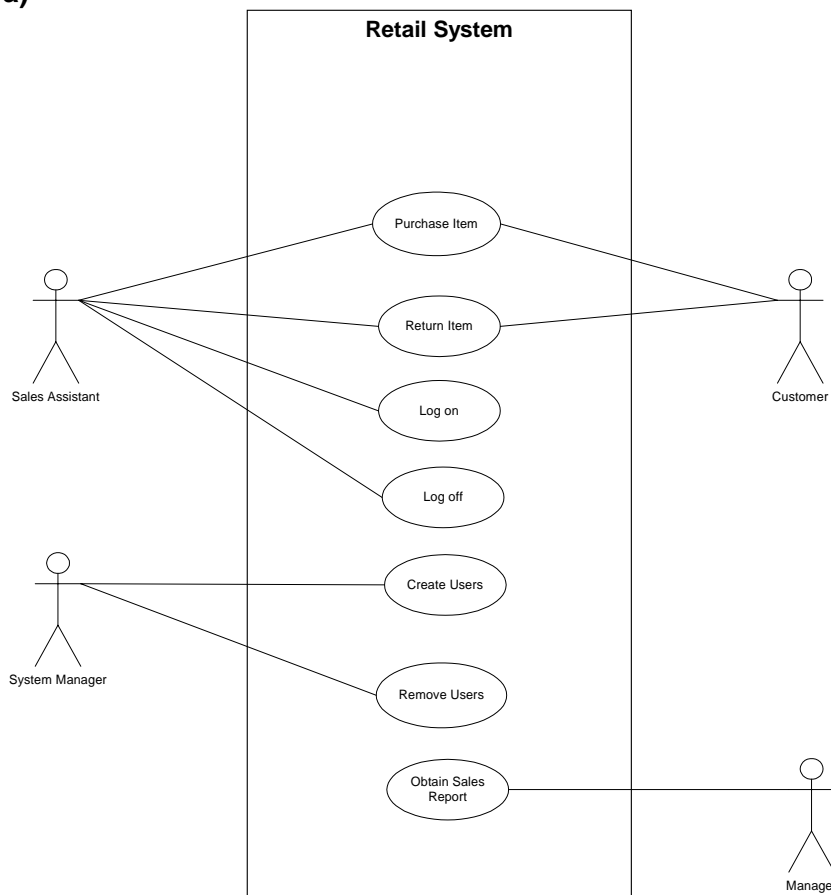 a)
Retail System
Purchase Item
Return Item
Sales Assistant
Customer
Log on
Log off
Create Users
System Manager
Remove Users
Obtain Sales
Report
Manage